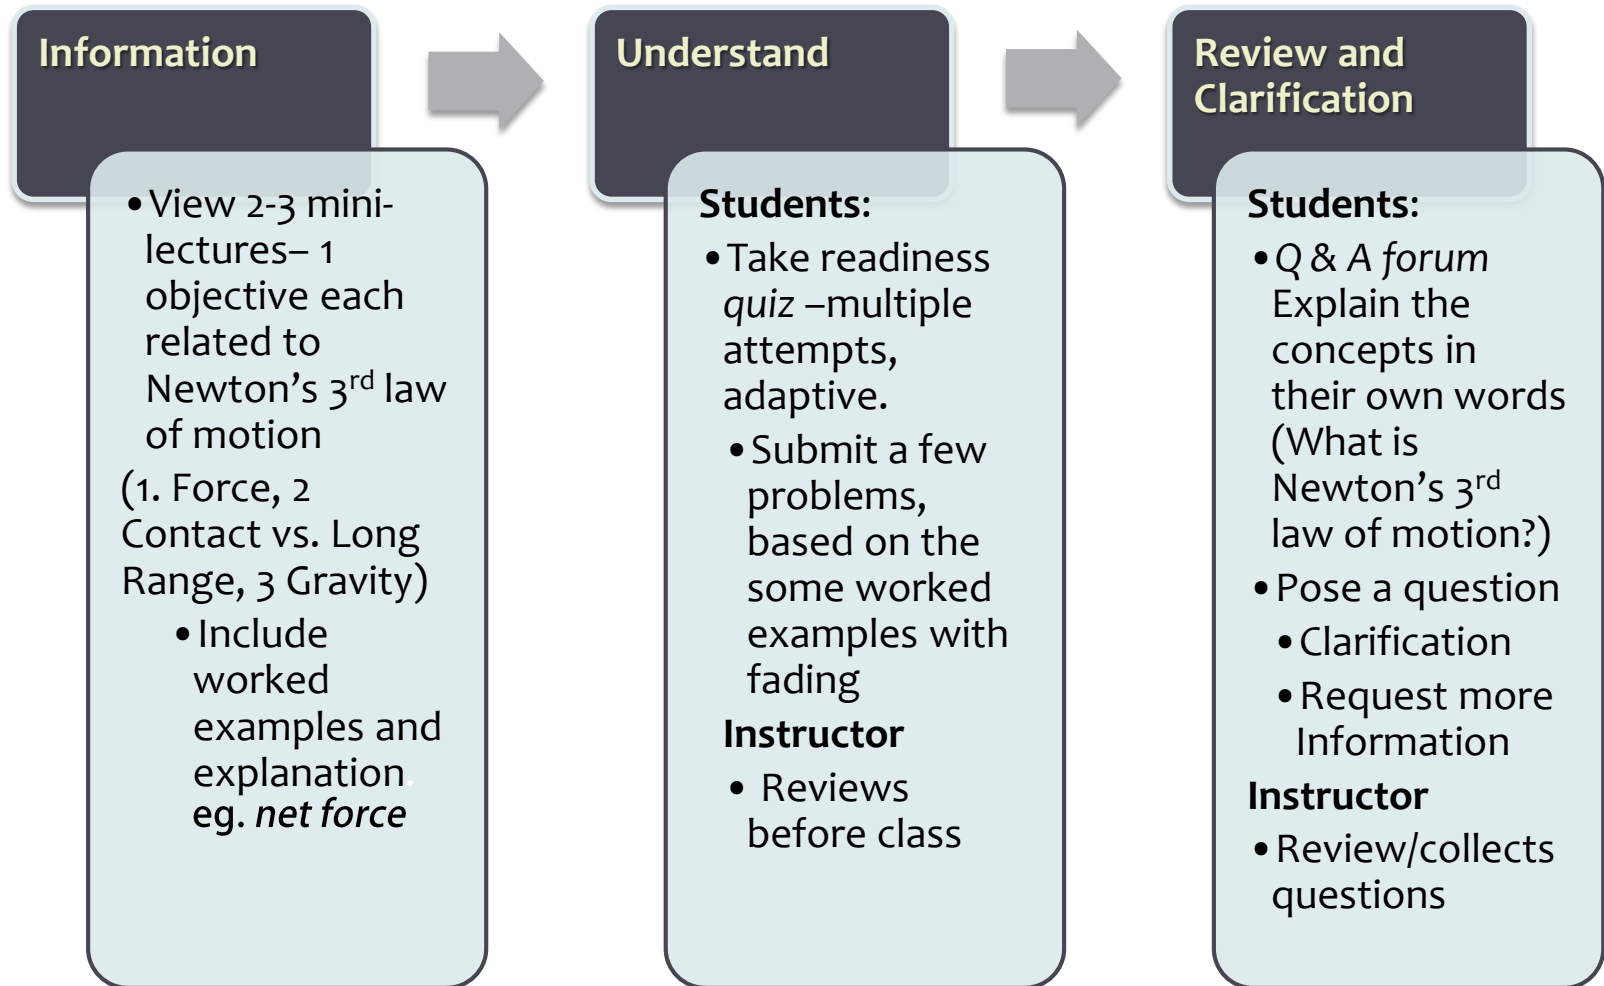 Information
•View 2-3 mini-
lectures– 1
objective each
related to
Newton's 3rd law
of motion
(1. Force, 2
Contact vs. Long
Range, 3 Gravity)
•Include
worked
examples and
explanation.
eg. net force
Understand
Students:
•Take readiness
quiz –multiple
attempts,
adaptive.
•Submit a few
problems,
based on the
some worked
examples with
fading
Instructor
• Reviews
before class
Review and
Clarification
Students:
•Q & A forum
Explain the
concepts in
their own words
(What is
Newton's 3rd
law of motion?)
•Pose a question
•Clarification
•Request more
Information
Instructor
•Review/collects
questions